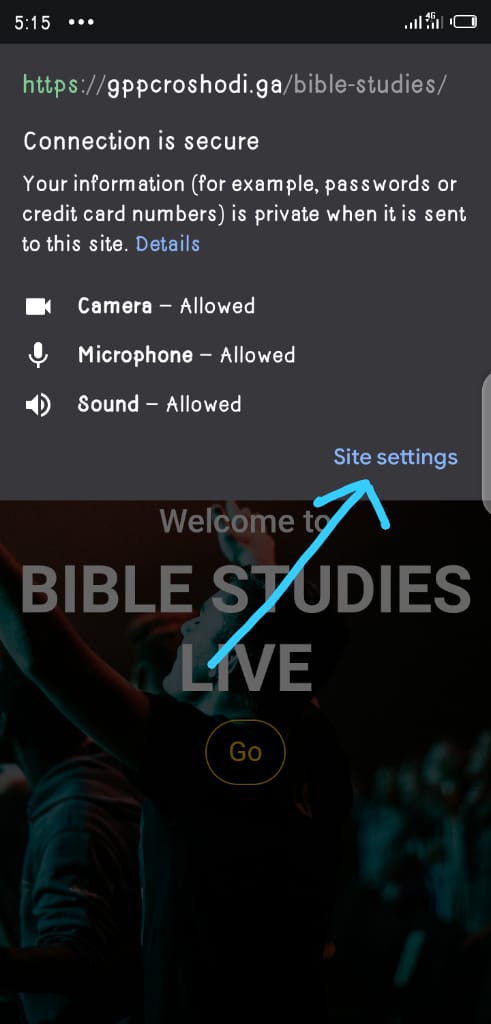 5:15
4G
https://gppcroshodi.ga/bible-studies/
Connection is secure
Your information (for example, passwords or
credit card numbers) is private when it is sent
to this site. Details
Camera – Allowed
Microphone – Allowed
Sound – Allowed
Site settings
Welcome to
BIBLE STUDIES
LIVE
Go